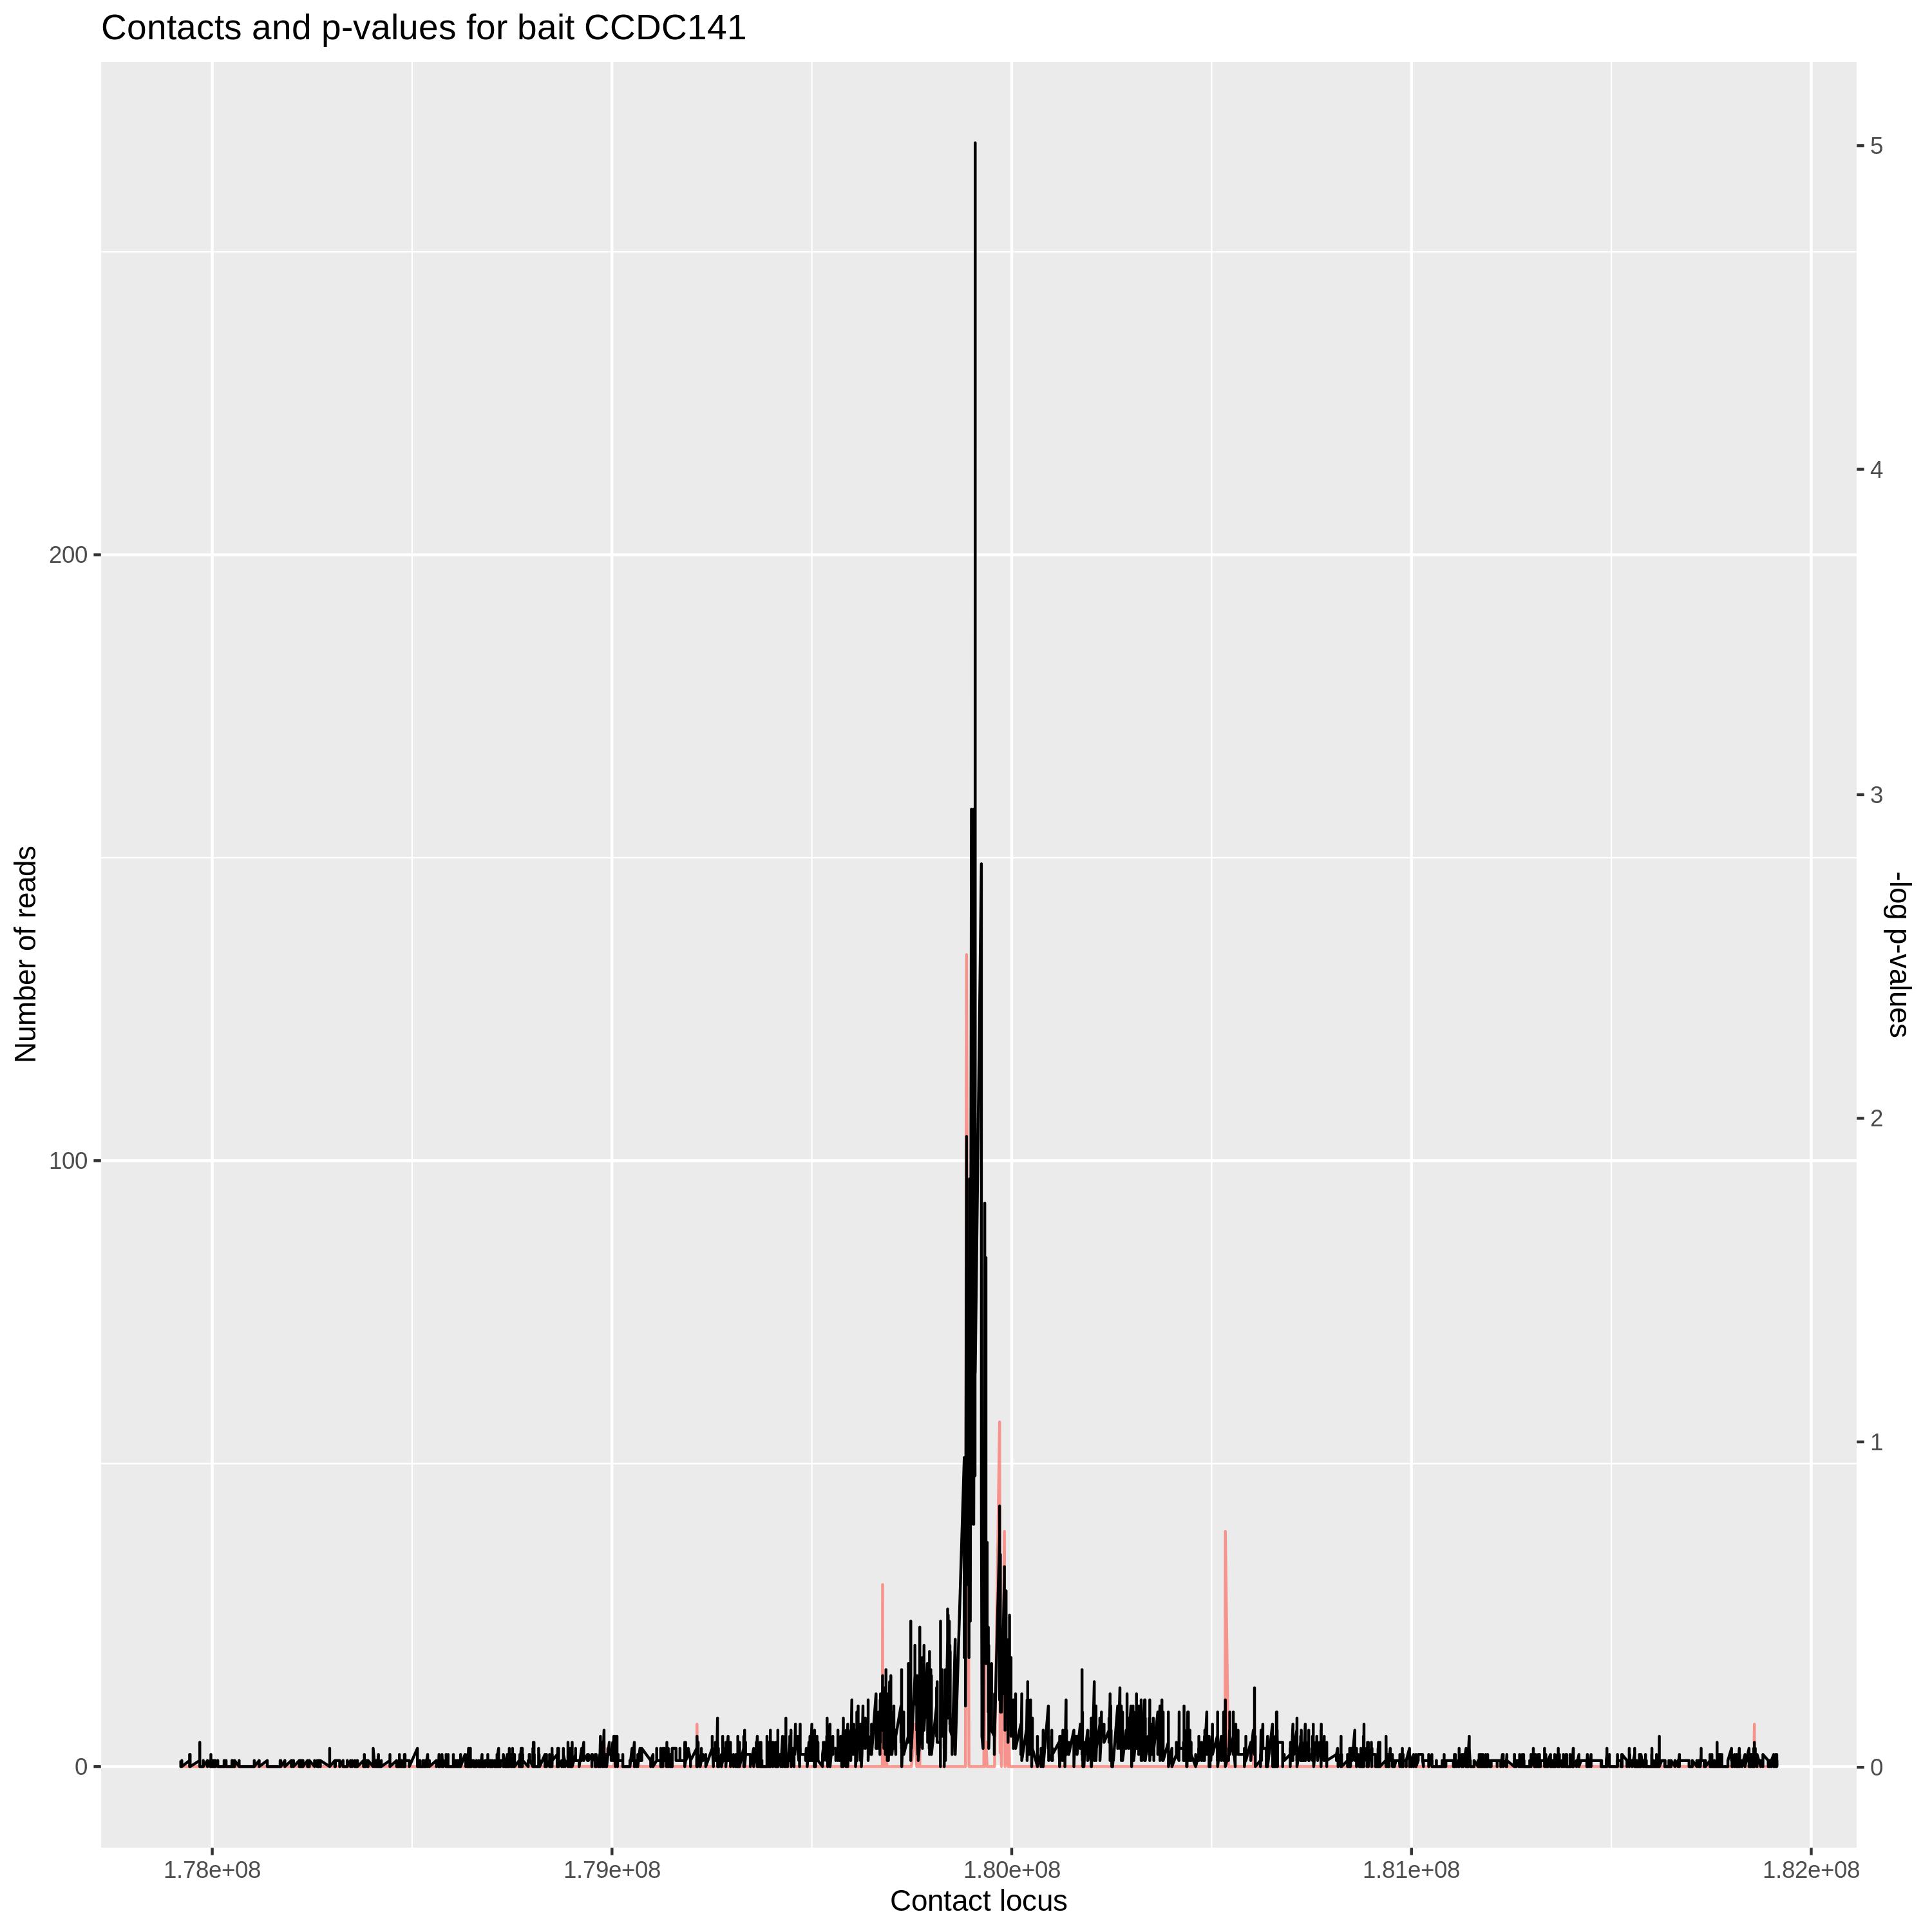 Contacts and p-values for bait CCDC141
Number of reads
200
100
0
5
4
3
2
1
0
-log p-values
1.78e+08
1.79e+08
1.80e+08
1.81e+08
1.82e+08
Contact locus